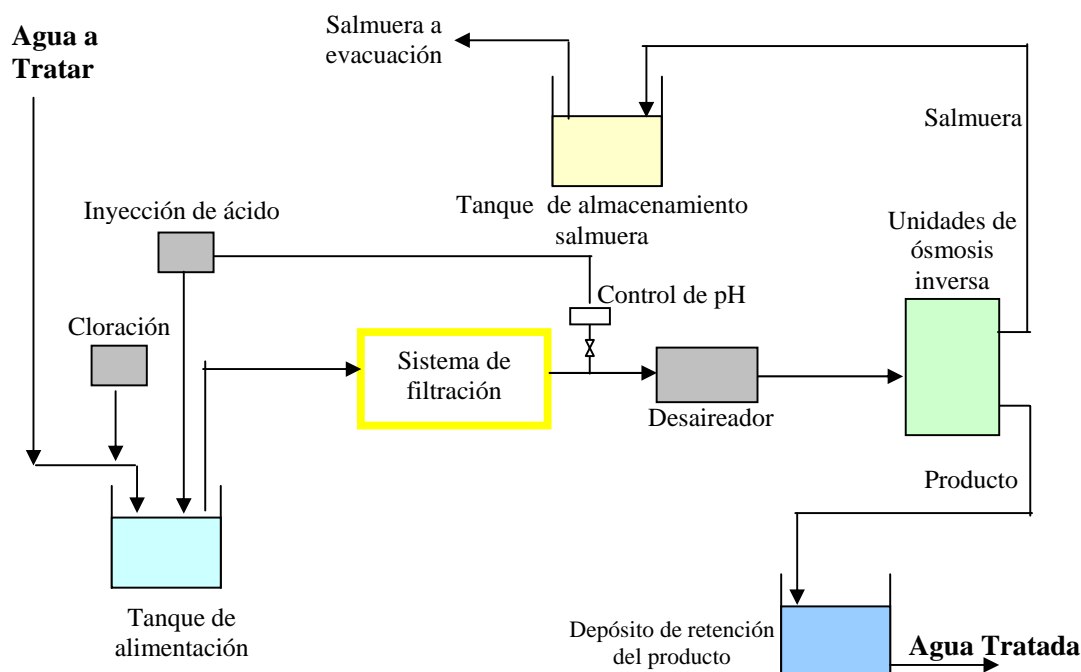 Agua a
Tratar
Salmuera a
evacuación
Salmuera
Tanque de almacenamiento
salmuera
Inyección de ácido
Unidades de
ósmosis
inversa
Control de pH
Cloración
Sistema de
filtración
Desaireador
Producto
Tanque de
alimentación
Depósito de retención
del producto
Agua Tratada